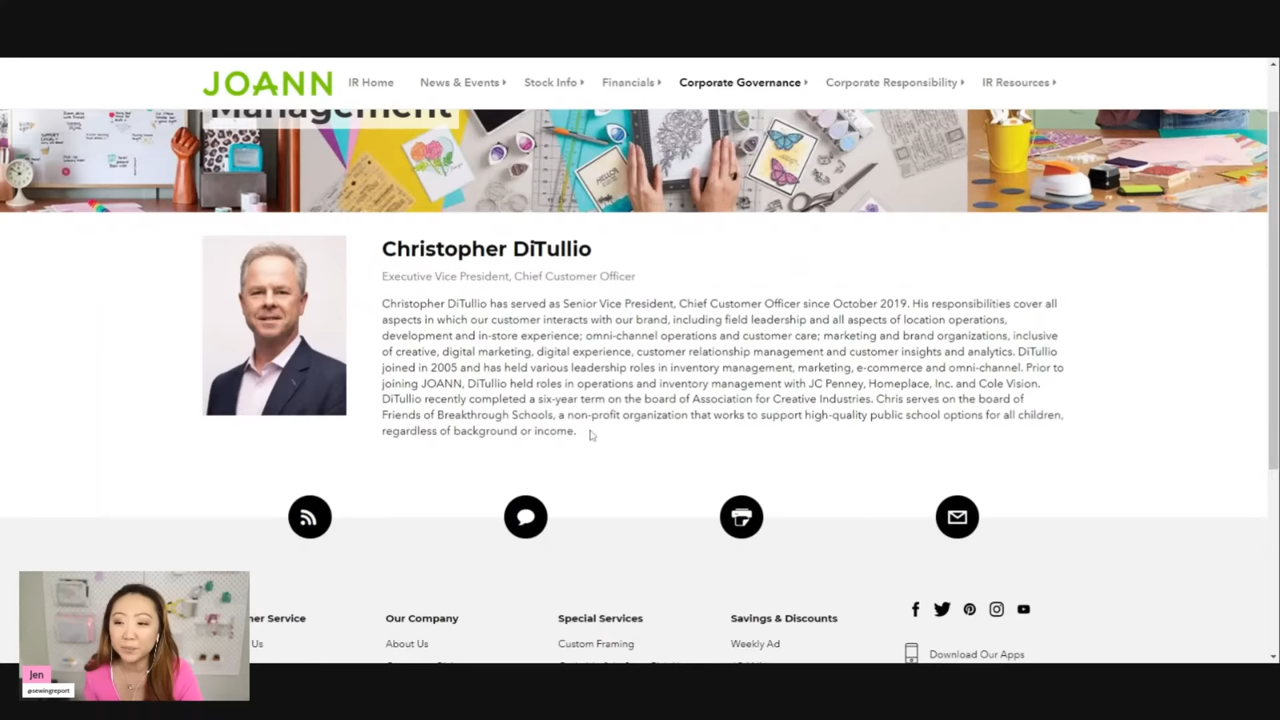 JOANN
IR Home
News & Events
Stock Info
Financials
Corporate Governance
Corporate Responsibility
IR Resources
Management
HELLO
Christopher DiTullio
Executive Vice President, Chief Customer Officer
Christopher DiTullio has served as Senior Vice President, Chief Customer Officer since October 2019. His responsibilities cover all
aspects in which our customer interacts with our brand, including field leadership and all aspects of location operations,
development and in-store experience; omni-channel operations and customer care; marketing and brand organizations, inclusive
of creative, digital marketing, digital experience, customer relationship management and customer insights and analytics. DiTullio
joined in 2005 and has held various leadership roles in inventory management, marketing, e-commerce and omni-channel. Prior to
joining JOANN, DiTullio held roles in operations and inventory management with JC Penney, Homeplace, Inc. and Cole Vision.
DiTullio recently completed a six-year term on the board of Association for Creative Industries. Chris serves on the board of
Friends of Breakthrough Schools, a non-profit organization that works to support high-quality public school options for all children,
regardless of background or income.
Service
Us
Our Company
About Us
Special Services
Custom Framing
Savings & Discounts
Weekly Ad
Download Our Apps
Jen
@sewingreport